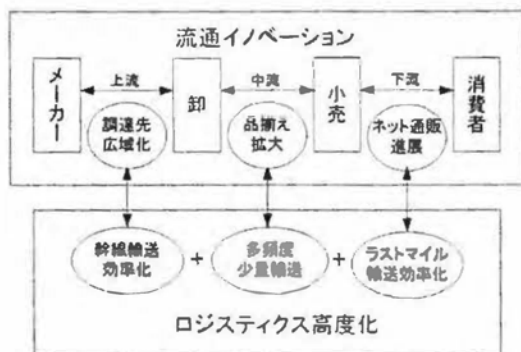 流通イノベーション
メーカー
上流
卸
中流
小売
下流
消費者
調達先
広域化
品揃え
拡大
ネット通販
進展
幹線輸送
効率化
+
多頻度
少量輸送
+
ラストマイル
輸送効率化
ロジスティクス高度化